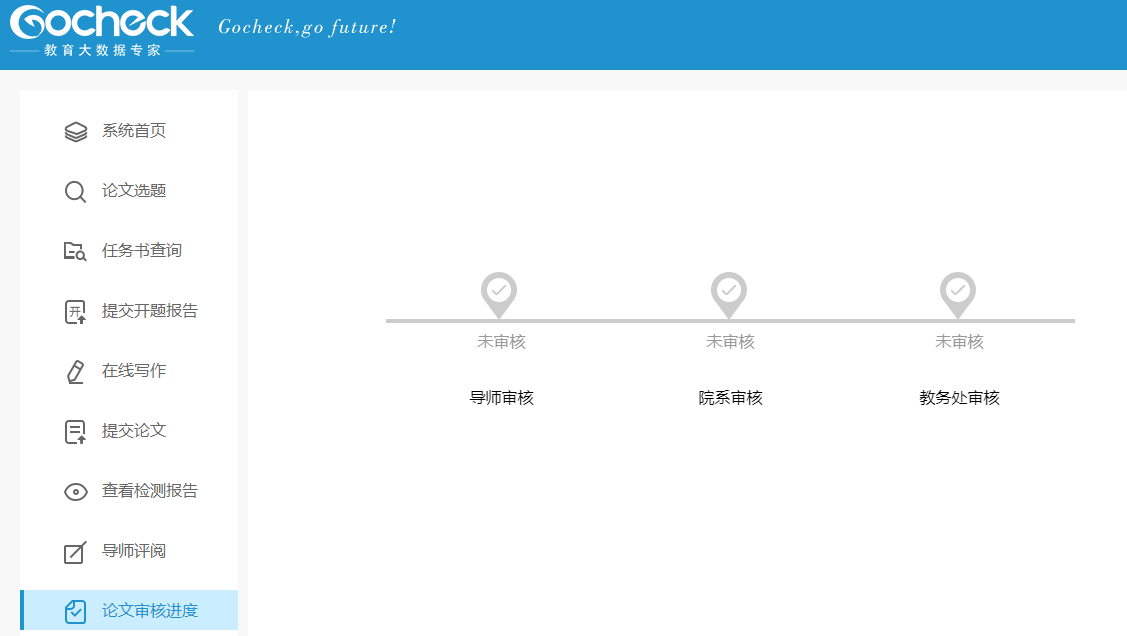 Gocheck
Gocheck,go future!
教育大数据专家
系统首页
论文选题
任务书查询
开
提交开题报告
在线写作
提交论文
查看检测报告
导师评阅
论文审核进度
未审核
未审核
未审核
导师审核
院系审核
教务处审核